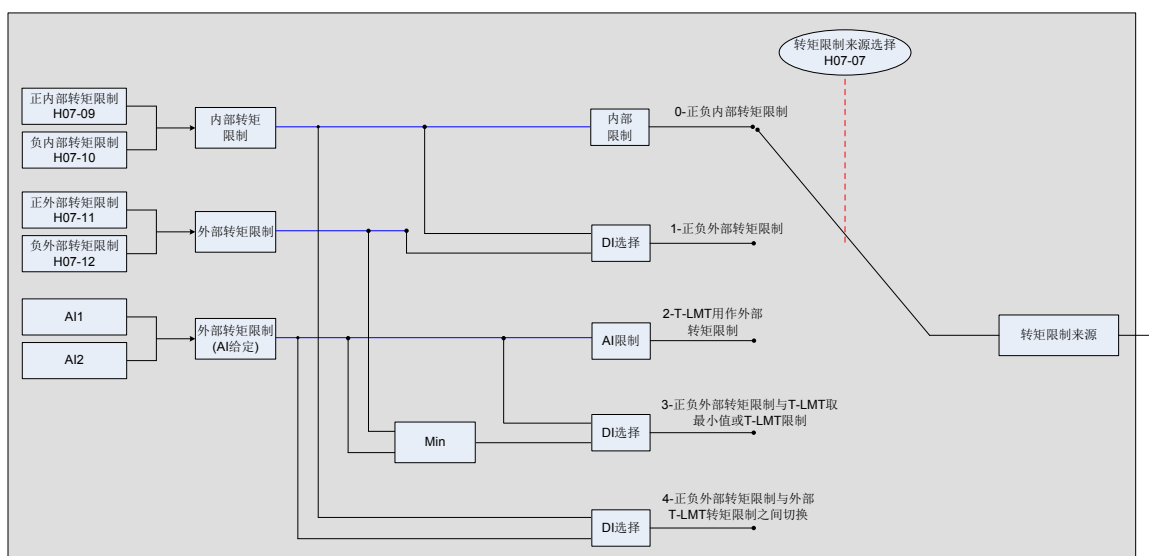 转矩限制来源选择
H07-07
正内部转矩限制
H07-09
负内部转矩限制
H07-10
内部转矩
限制
内部
限制
0-正负内部转矩限制
正外部转矩限制
H07-11
负外部转矩限制
H07-12
外部转矩限制
DI选择
1-正负外部转矩限制
AI1
AI2
外部转矩限制
(AI给定)
AI限制
2-T-LMT用作外部
转矩限制
转矩限制来源
Min
DI选择
3-正负外部转矩限制与T-LMT取
最小值或T-LMT限制
DI选择
4-正负外部转矩限制与外部
T-LMT转矩限制之间切换